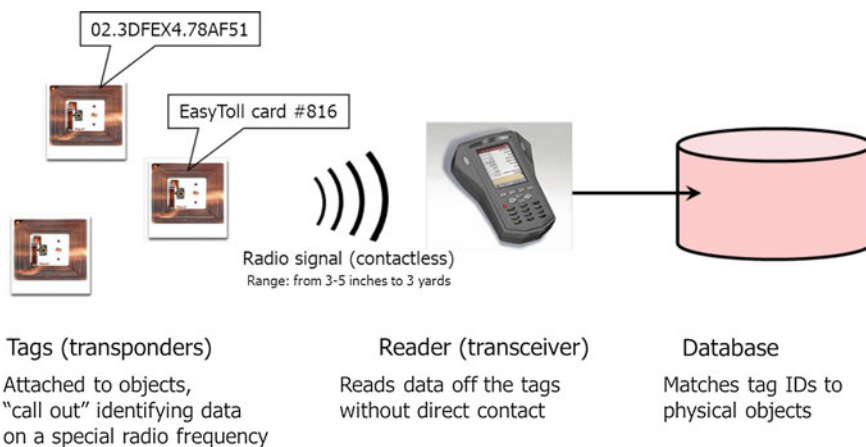 02.3DFEX4.78AF51
EasyToll card #816
Radio signal (contactless)
Range: from 3-5 inches to 3 yards
Tags (transponders)
Attached to objects,
“call out” identifying data
on a special radio frequency
Reader (transceiver)
Reads data off the tags
without direct contact
Database
Matches tag IDs to
physical objects